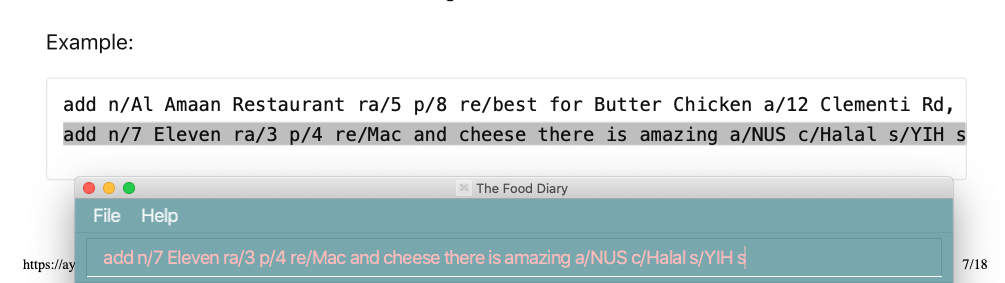 Example:
add n/Al Amaan Restaurant ra/5 p/8 re/best for Butter Chicken a/12 Clementi Rd,
add n/7 Eleven ra/3 p/4 re/Mac and cheese there is amazing a/NUS c/Halal s/YIH s
The Food Diary
File Help
add n/7 Eleven ra/3 p/4 re/Mac and cheese there is amazing a/NUS c/Halal s/YIH s
https://ay
7/18